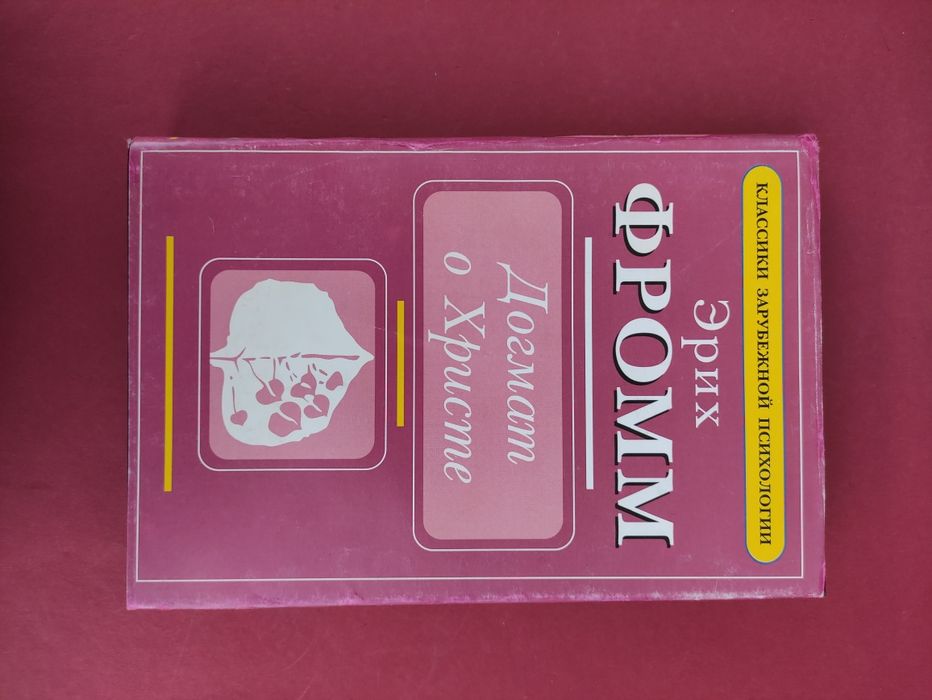 КЛАССИКИ ЗАРУБЕЖНОЙ ПСИХОЛОГИИ
Эрих
ФРОММ
Догмат
о Христе